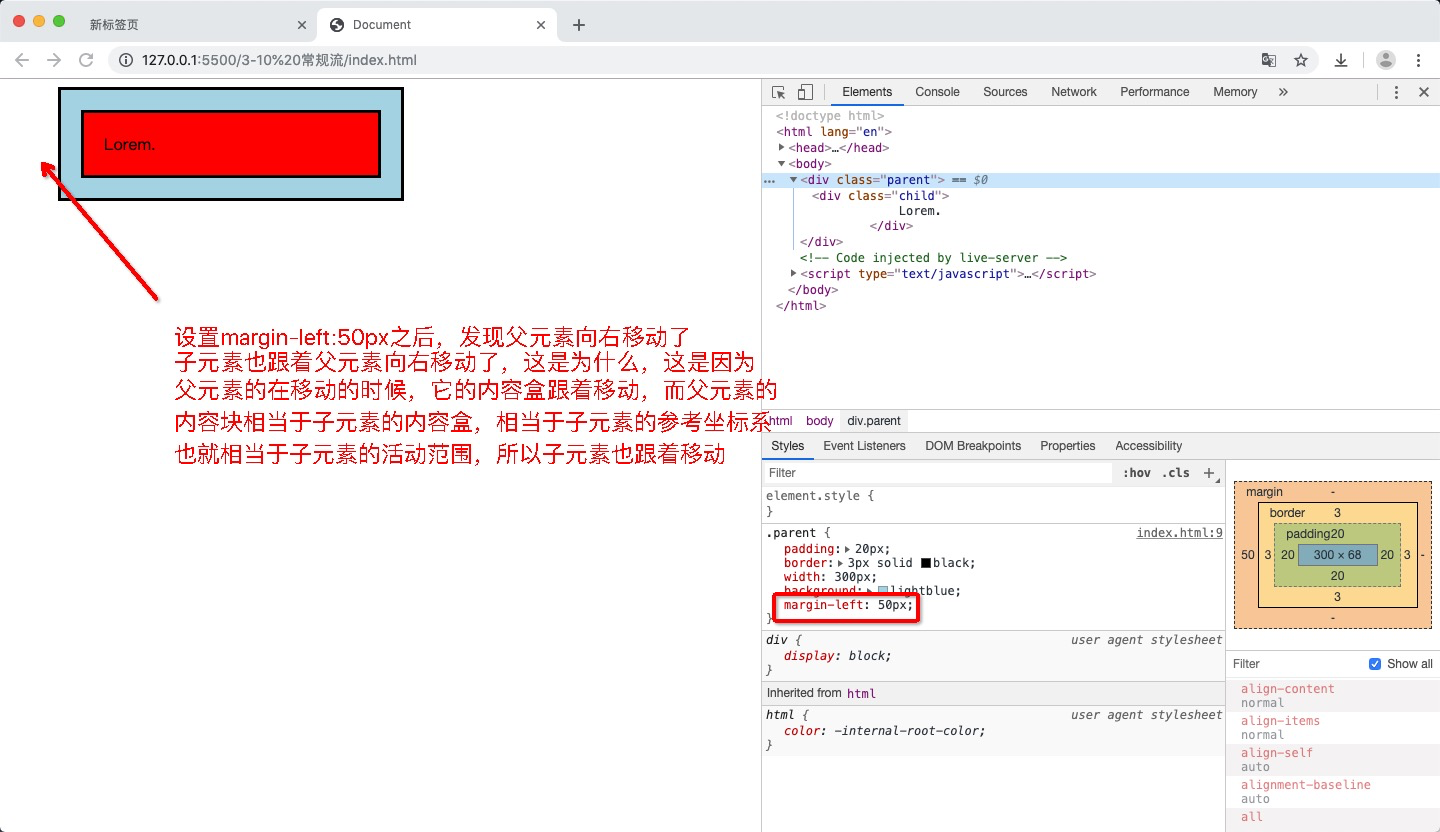 新标签页
Document
127.0.0.1:5500/3-10%20常规流/index.html
Elements Console Sources Network Performance Memory »
<!doctype html>
<html lang="en">
<head>…</head>
<body>
<div class="parent"> == $0
<div class="child">
Lorem.
</div>
</div>
<!-- Code injected by live-server -->
<script type="text/javascript">…</script>
</body>
</html>
Lorem.
设置margin-left:50px之后，发现父元素向右移动了
子元素也跟着父元素向右移动了，这是为什么，这是因为
父元素的在移动的时候，它的内容盒跟着移动，而父元素的
内容块相当于子元素的内容盒，相当于子元素的参考坐标系
也就相当于子元素的活动范围，所以子元素也跟着移动
html body div.parent
Styles Event Listeners DOM Breakpoints Properties Accessibility
Filter :hov .cls +
element.style {
}
.parent { index.html:9
padding: 20px;
border: 3px solid black;
width: 300px;
background: lightblue;
margin-left: 50px;
}
div { user agent stylesheet
display: block;
}
Inherited from html
html { user agent stylesheet
color: -internal-root-color;
}
margin -
border 3
padding20
50 3 20 300 × 68 20 3 -
20
3
-
Filter Show all
align-content
normal
align-items
normal
align-self
auto
alignment-baseline
auto
all